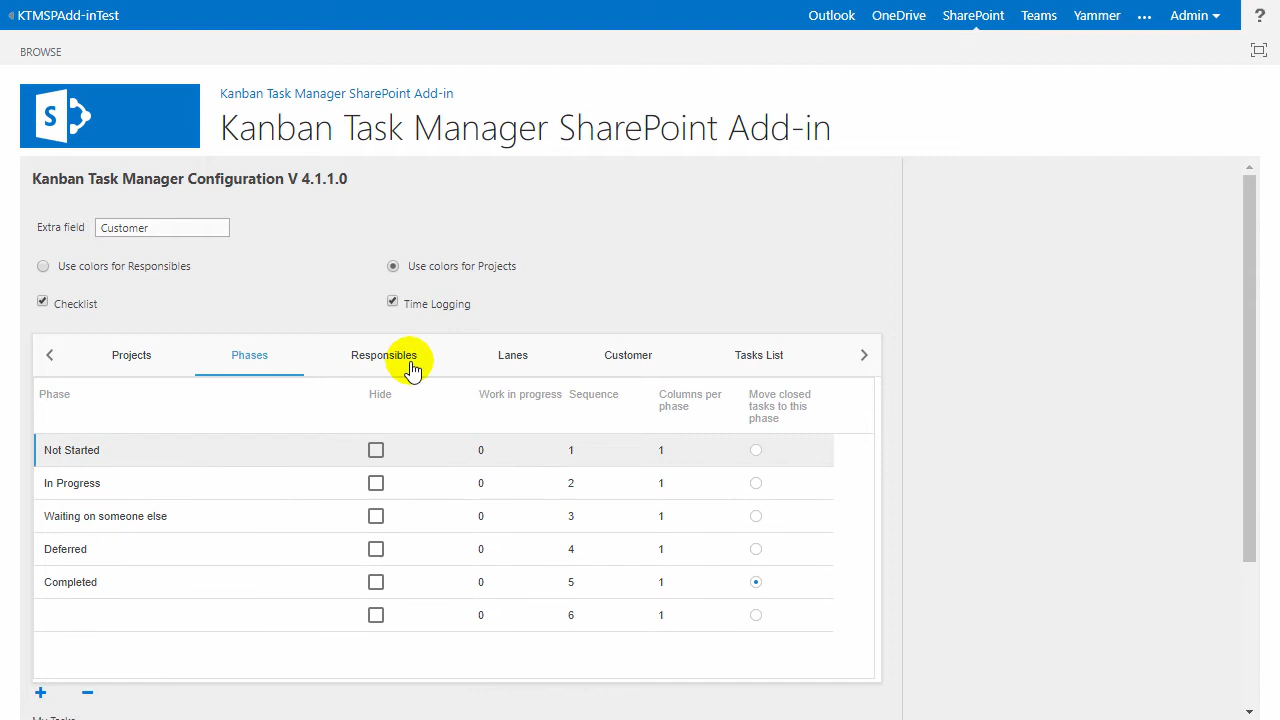 KTMSPAdd-inTest
Outlook OneDrive SharePoint Teams Yammer ... Admin ?
BROWSE
S
Kanban Task Manager SharePoint Add-in
Kanban Task Manager SharePoint Add-in
Kanban Task Manager Configuration V 4.1.1.0
Extra field Customer
Use colors for Responsibles Use colors for Projects
Checklist Time Logging
Projects Phases Responsibles Lanes Customer Tasks List
Phase Hide Work in progress Sequence Columns per phase Move closed tasks to this phase
Not Started 0 1 1
In Progress 0 2 1
Waiting on someone else 0 3 1
Deferred 0 4 1
Completed 0 5 1
0 6 1
My Tasks